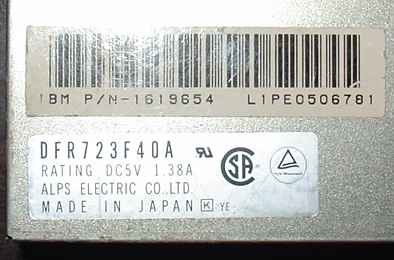 IBM P/N-1619654 L1PE0506781
DFR723F40A
RATING DC5V 1.38A
ALPS ELECTRIC CO.,LTD.
MADE IN JAPAN K YE